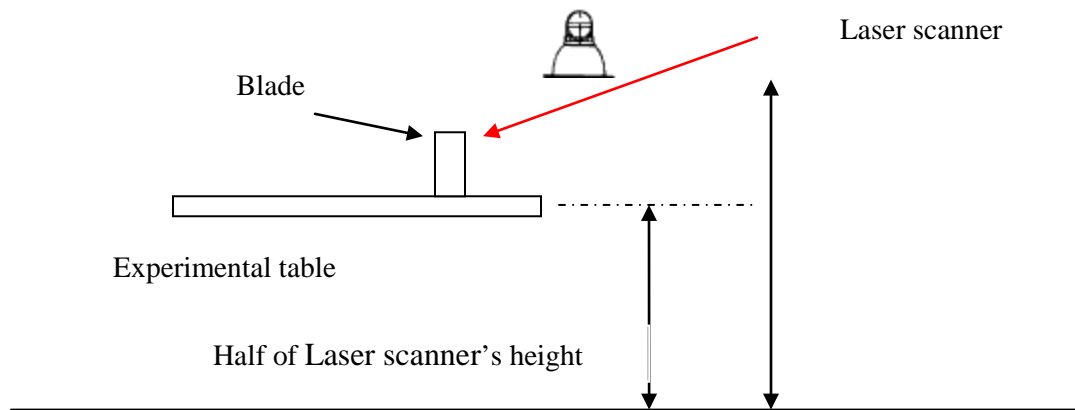 Laser scanner
Blade
Experimental table
Half of Laser scanner's height